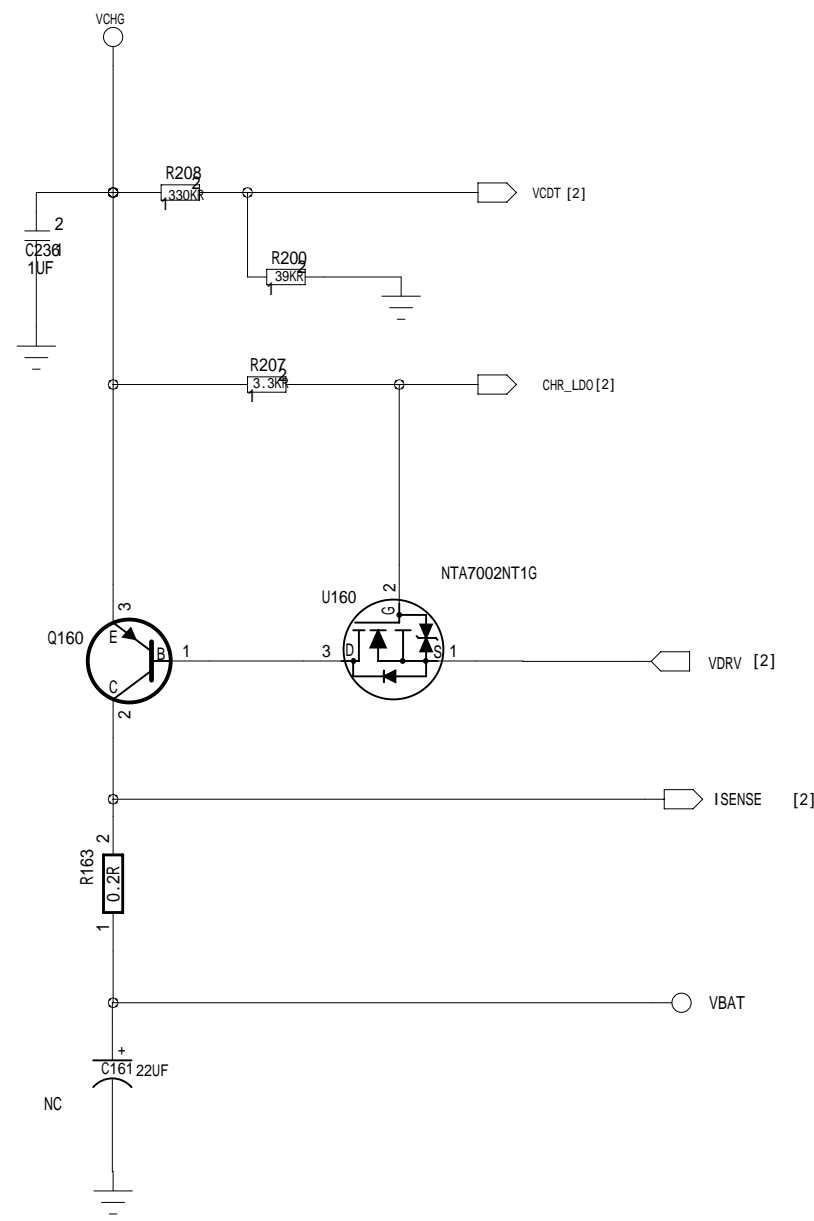 VCHG
R208
2
330KR
1
VCDT [2]
2
C236
1
1UF
R200
2
39KR
1
R207
2
3.3KR
1
CHR_LDO[2]
NTA7002NT1G
2
U160
G
3
Q160
E
B
1
3
D
S
1
VDRV [2]
C
2
ISENSE [2]
2
R163
0.2R
1
VBAT
+
C161 22UF
NC